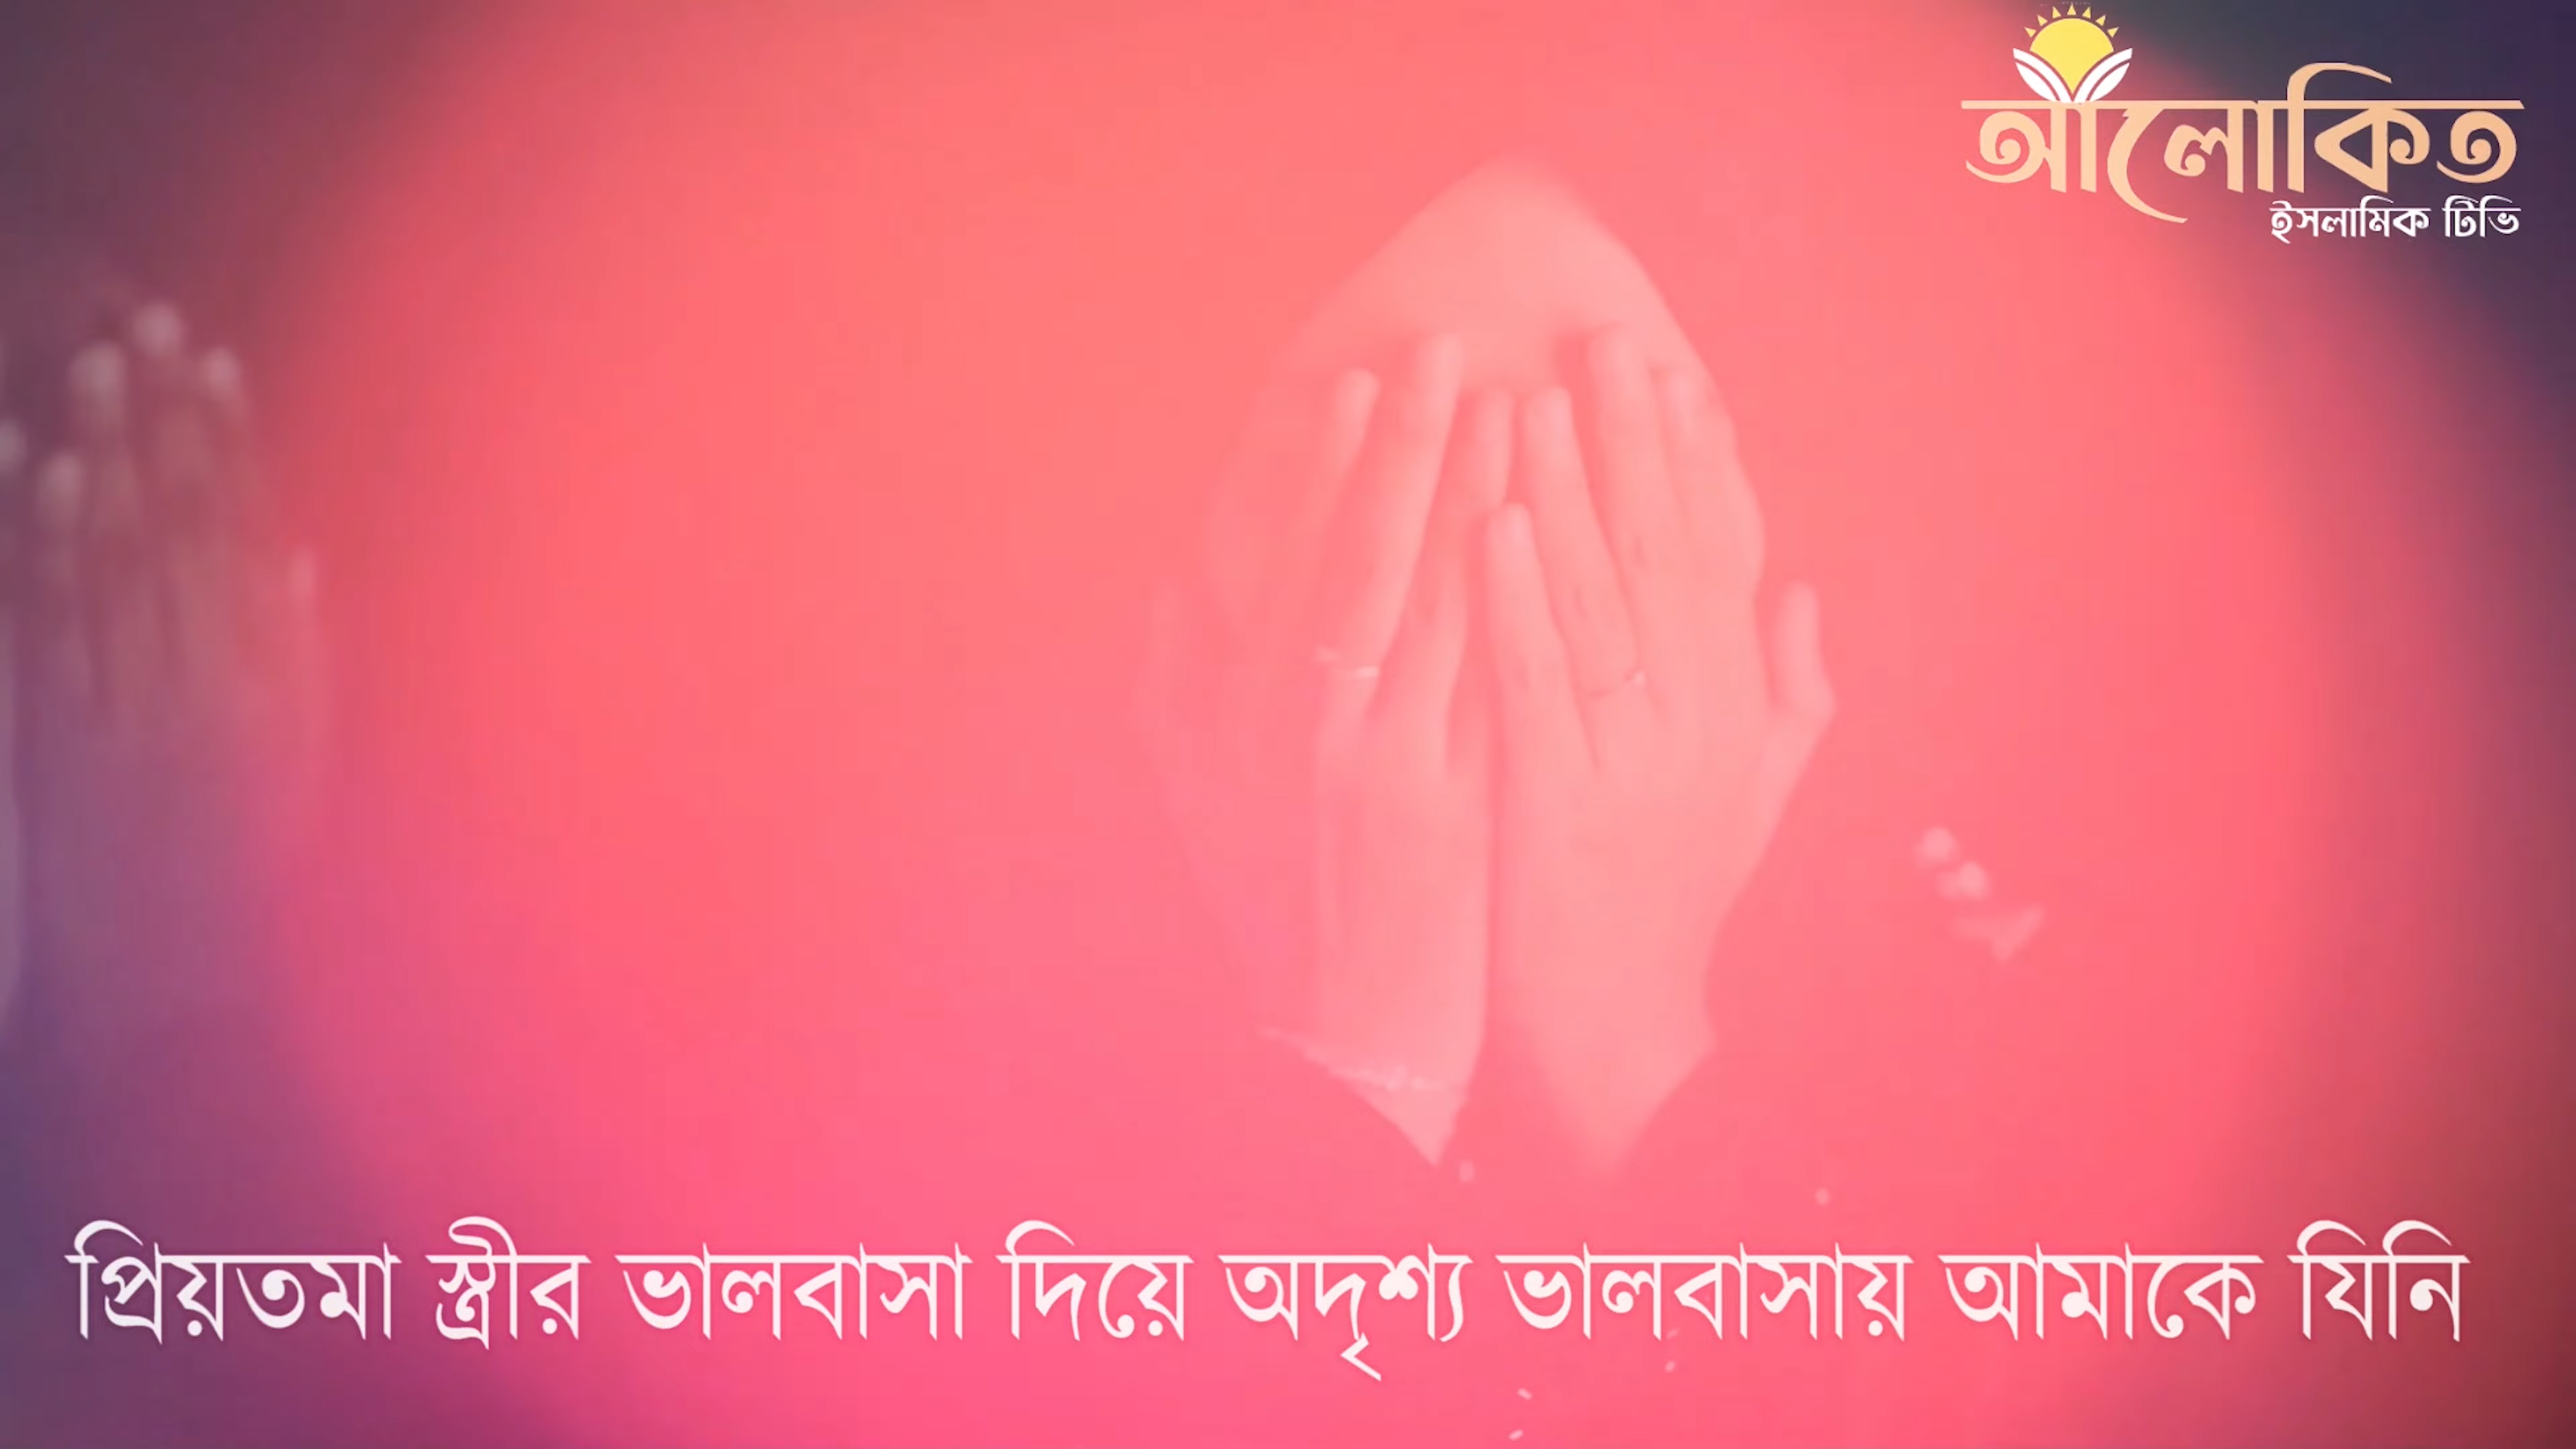 আলোকিত
ইসলামিক টিভি
প্রিয়তমা স্ত্রীর ভালবাসা দিয়ে অদৃশ্য ভালবাসায় আমাকে যিনি